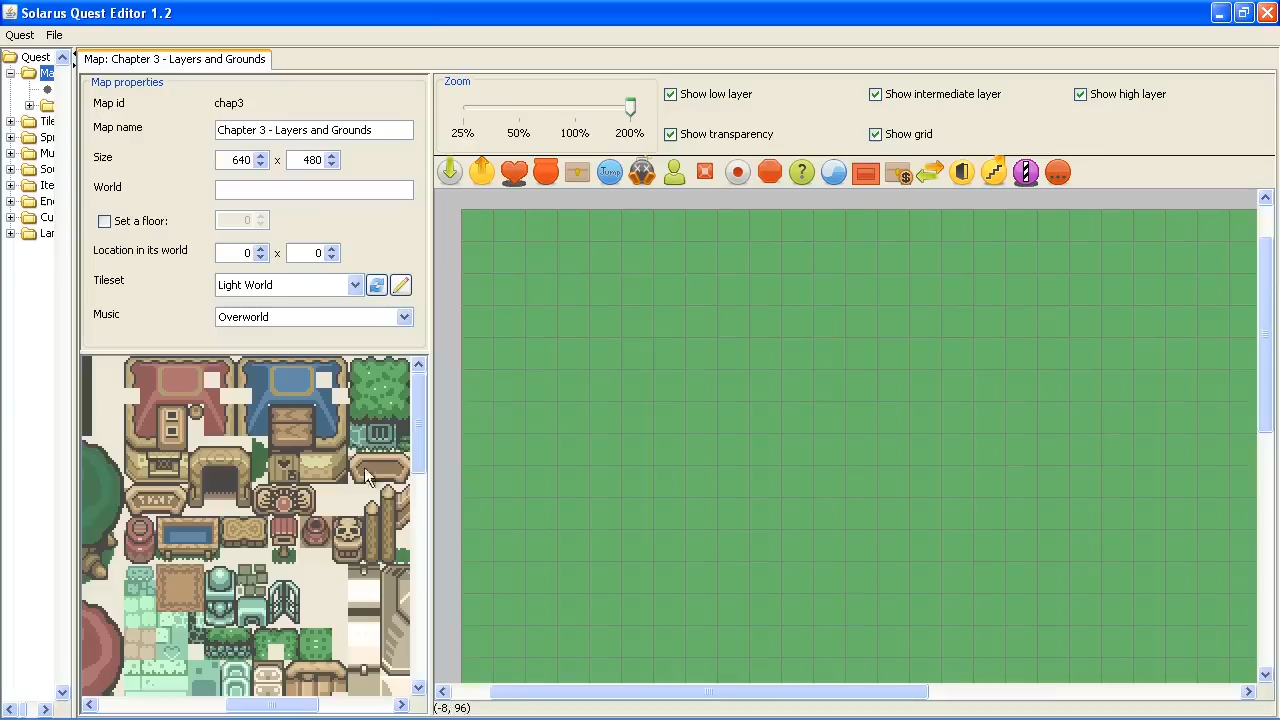 Solarus Quest Editor 1.2
Quest File
Quest
Ma
Tile
Spr
Mu
Sou
Iter
En
Cu
Lar
Map: Chapter 3 - Layers and Grounds
Map properties
Map id chap3
Map name Chapter 3 - Layers and Grounds
Size 640 x 480
World
Set a floor: 0
Location in its world 0 x 0
Tileset Light World
Music Overworld
Zoom
25% 50% 100% 200%
Show low layer Show intermediate layer Show high layer
Show transparency Show grid
Jump
?
$
(-8, 96)